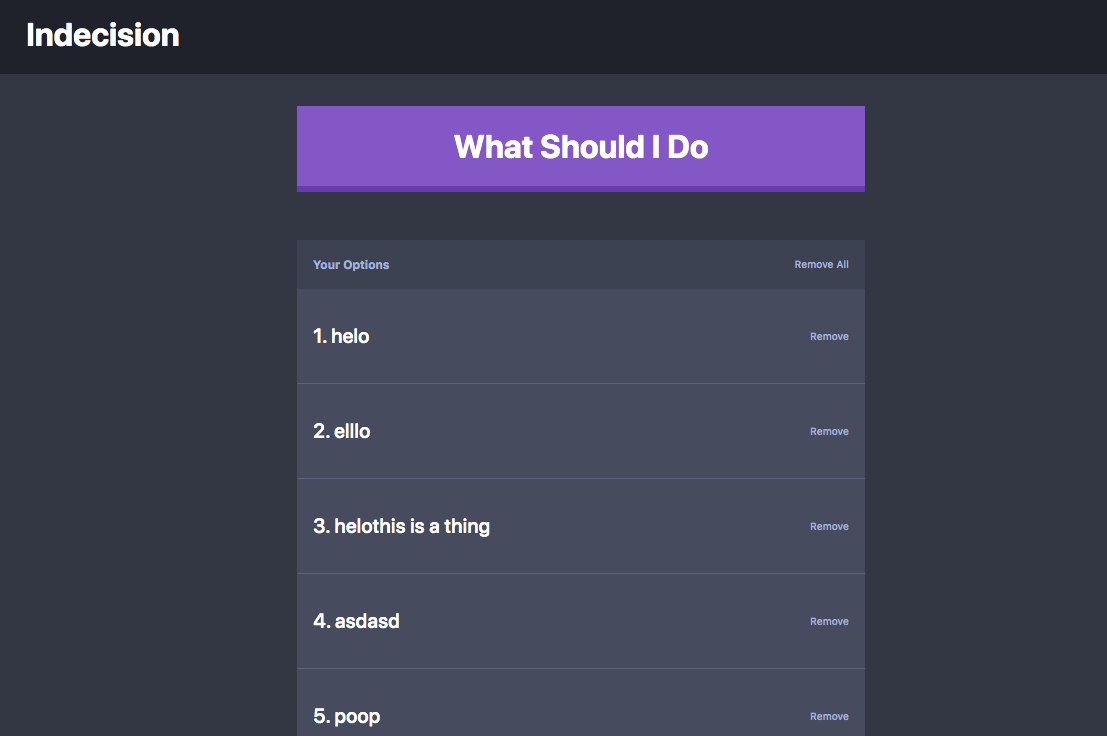 Indecision
What Should I Do
Your Options Remove All
1. helo Remove
2. elllo Remove
3. helothis is a thing Remove
4. asdasd Remove
5. poop Remove